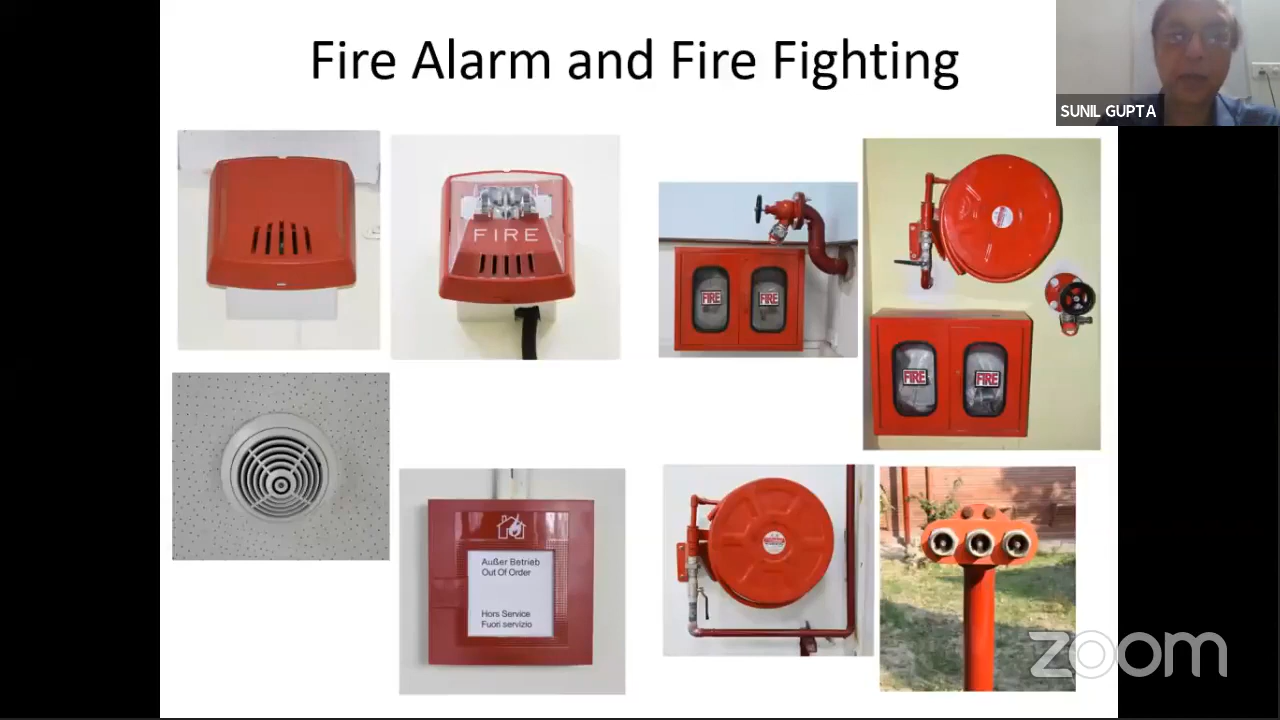 Fire Alarm and Fire Fighting
SUNIL GUPTA
FIRE
FIRE
FIRE
FIRE
FIRE
Außer Betrieb
Out Of Order
Hors Service
Fuori servizio
zoom